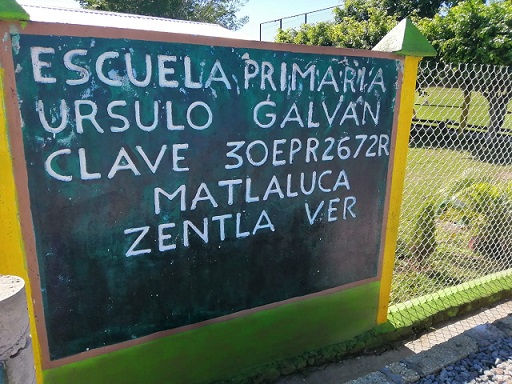 ESCUELA PRIMARIA
URSULO GALVAN
CLAVE 30EPR2672R
MATLALUCA
ZENTLA VER